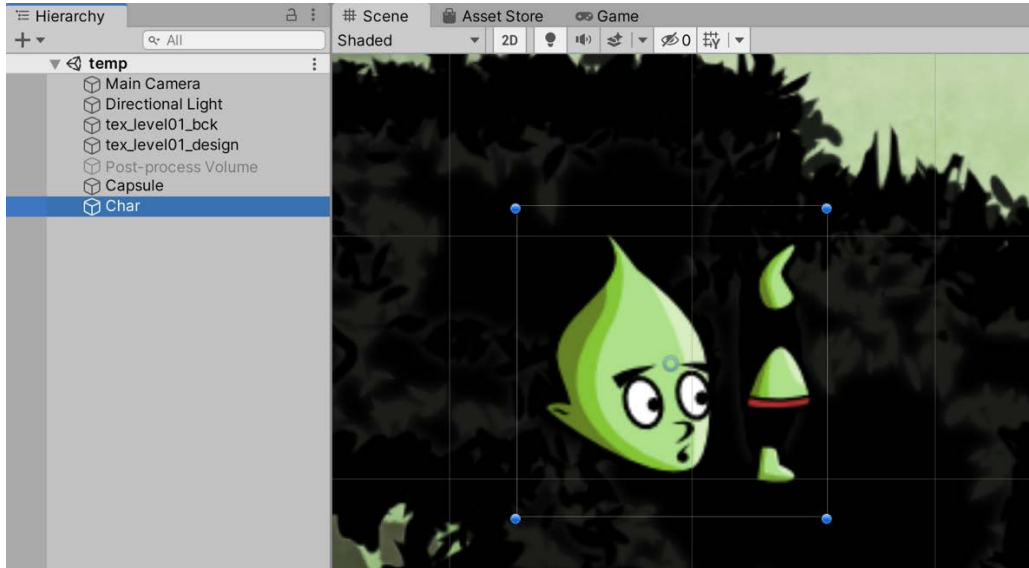 Hierarchy
All
temp
Main Camera
Directional Light
tex_level01_bck
tex_level01_design
Post-process Volume
Capsule
Char
# Scene Asset Store Game
Shaded 2D 0